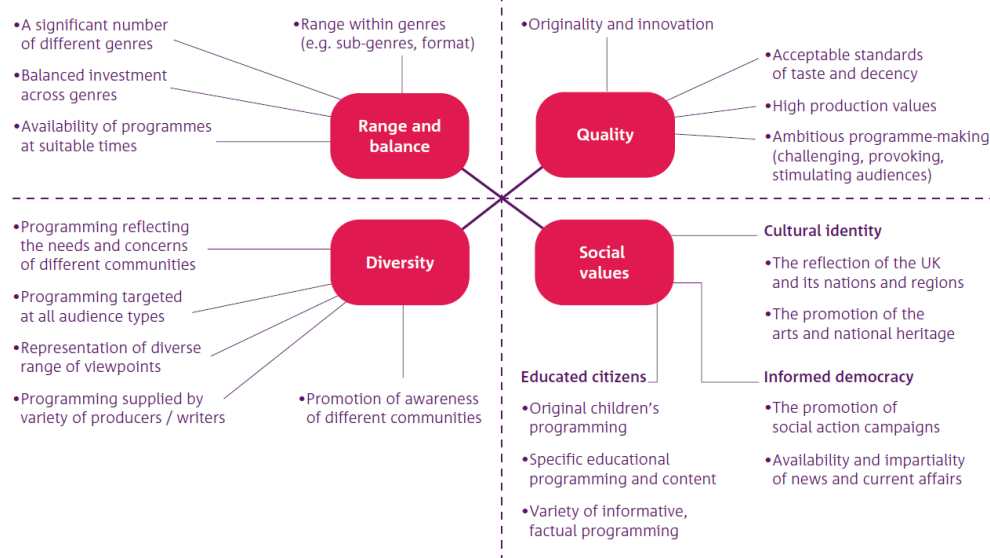 •A significant number
of different genres
•Balanced investment
across genres
•Availability of programmes
at suitable times
•Range within genres
(e.g. sub-genres, format)
Range and
balance
•Originality and innovation
•Acceptable standards
of taste and decency
•High production values
•Ambitious programme-making
(challenging, provoking,
stimulating audiences)
Quality
•Programming reflecting
the needs and concerns
of different communities
•Programming targeted
at all audience types
•Representation of diverse
range of viewpoints
•Programming supplied by
variety of producers / writers
Diversity
•Promotion of awareness
of different communities
Social
values
Cultural identity
•The reflection of the UK
and its nations and regions
•The promotion of the
arts and national heritage
Educated citizens
•Original children’s
programming
•Specific educational
programming and content
•Variety of informative,
factual programming
Informed democracy
•The promotion of
social action campaigns
•Availability and impartiality
of news and current affairs